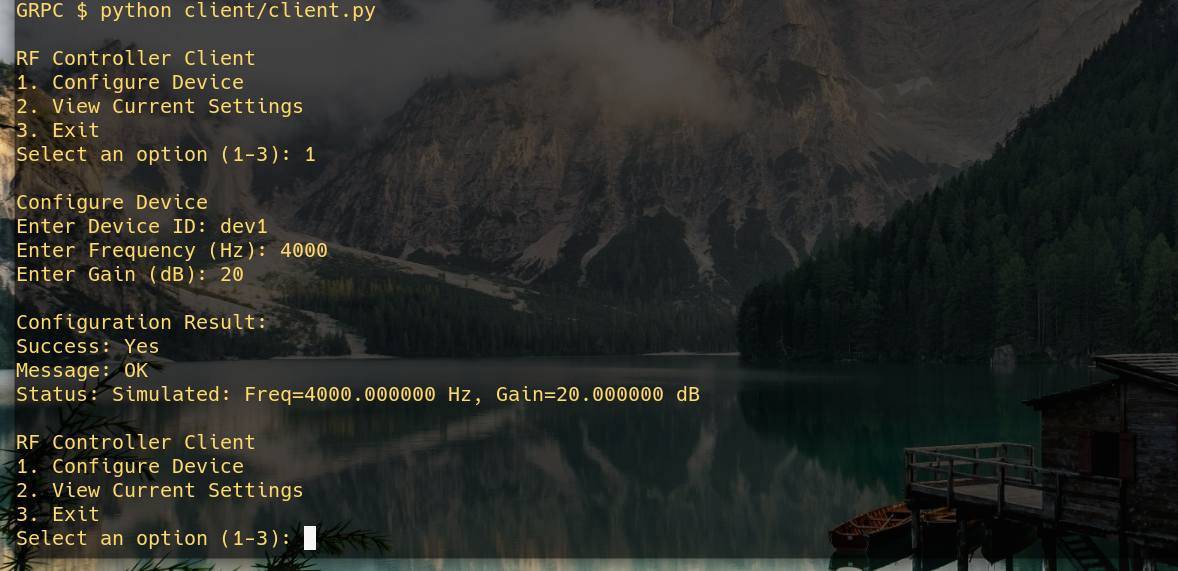 GRPC $ python client/client.py
RF Controller Client
1. Configure Device
2. View Current Settings
3. Exit
Select an option (1-3): 1
Configure Device
Enter Device ID: dev1
Enter Frequency (Hz): 4000
Enter Gain (dB): 20
Configuration Result:
Success: Yes
Message: OK
Status: Simulated: Freq=4000.000000 Hz, Gain=20.000000 dB
RF Controller Client
1. Configure Device
2. View Current Settings
3. Exit
Select an option (1-3):